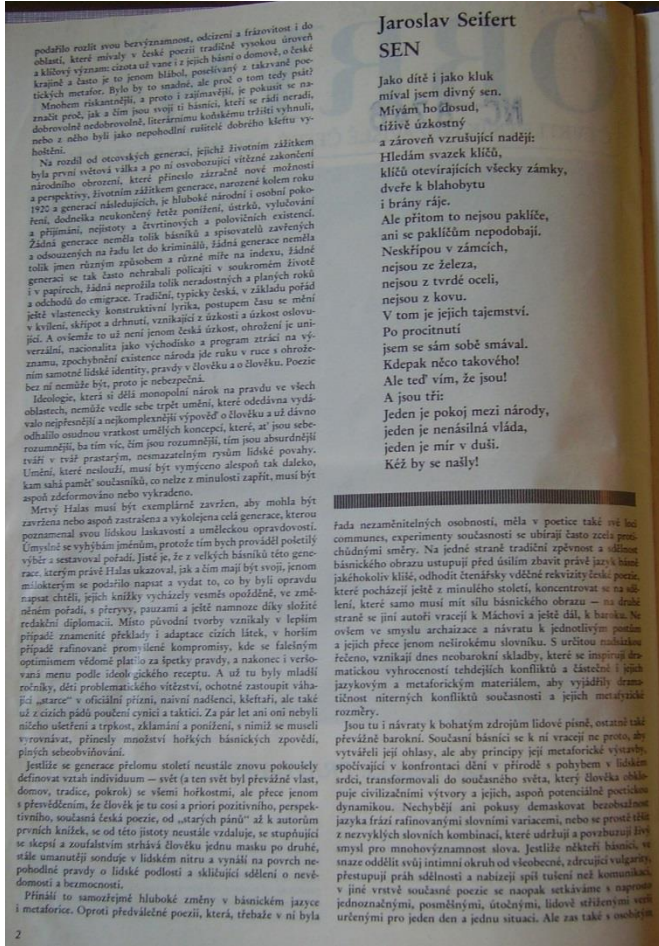 podařilo rozlít svou bezvýznamnost, odcizení a frázovitost i do
oblastí, které mívaly v české poezii tradičně vysokou úroveň
a klíčový význam: cizota už vane i z jejich básní o domově, o české
krajině a často je to jenom blábol, posetívaný z takzvaně poe-
tických metafor. Bylo by to snadné, ale proč o tom tedy psát?
Mnohem riskantnější, a proto i zajímavější, je pokusit se na-
značit proč, jak a čím jsou svojí ti básníci, kteří se rádi neradi,
dobrovolně nedobrovolně, literárnímu koňskému tržišti vyhnuli,
nebo z něho byli jako nepohodlní rušitelé dobrého kšeftu vy-
hoštěni.
Na rozdíl od otcovských generací, jejichž životním zážitkem
byla první světová válka a po ní osvobozující vítězné zakončení
národního obrození, které přineslo zázračně nové možnosti
a perspektivy, životním zážitkem generace, narozené kolem roku
1920 a generací následujících, je hluboké národní i osobní poko-
ření, dodneška neukončený řetěz ponížení, ústrků, vylučování
a přijímání, nejistoty a čtvrtinových a polovičních existencí.
Žádná generace neměla tolik básníků a spisovatelů zavřených
a odsouzených na řadu let do kriminálů, žádná generace neměla
tolik jmen různým způsobem a různé míře na indexu, žádné
generaci se tak často nehrabali policajti v soukromém životě
i v papírech, žádná neprožila tolik neradostných a planých roků
a odchodů do emigrace. Tradiční, typicky česká, v základu pořád
ještě vlastenecky konstruktivní lyrika, postupem času se mění
v kvílení, skřípot a drhnutí, vznikající z úzkosti a úzkost oslovu-
jící. A ovšemže to už není jenom česká úzkost, ohrožení je uni-
verzální, nacionalita jako východisko a program ztrácí na vý-
znamu, zpochybnění existence národa jde ruku v ruce s ohrože-
ním samotné lidské identity, pravdy v člověku a o člověku. Poezie
bez ní nemůže být, proto je nebezpečná.
Ideologie, která si dělá monopolní nárok na pravdu ve všech
oblastech, nemůže vedle sebe trpět umění, které odedávna vydá-
valo nejpřesnější a nejkomplexnější výpověď o člověku a už dávno
odhalilo osudnou vratkost umělých koncepcí, které, ať jsou sebe-
rozumnější, ba tím víc, čím jsou rozumnější, tím jsou absurdnější
tváří v tvář prastarým, nesmazatelným rysům lidské povahy.
Umění, které neslouží, musí být vymýceno alespoň tak daleko,
kam sahá paměť současníků, co nelze z minulosti zapřít, musí být
aspoň zdeformováno nebo vykradeno.
Mrtvý Halas musí být exemplárně zavržen, aby mohla být
zavržena nebo aspoň zastrašena a vykolejena celá generace, kterou
poznamenal svou lidskou laskavostí a uměleckou opravdovostí.
Úmyslně se vyhýbám jménům, protože tím bych prováděl pošetilý
výběr a sestavoval pořadí. Jisté je, že z velkých básníků této gene-
race, kterým právě Halas ukazoval, jak a čím mají být svojí, jenom
málokterým se podařilo napsat a vydat to, co by byli opravdu
napsat chtěli, jejich knížky vycházely vesměs opožděně, ve změ-
něném pořadí, s přeryvy, pauzami a ještě namnoze díky složité
redakční diplomacii. Místo původní tvorby vznikaly v lepším
případě znamenité překlady i adaptace cizích látek, v horším
případě rafinované promyšlené kompromisy, kde se falešným
optimismem vědomě platilo za špetky pravdy, a nakonec i veršo-
vaná menu podle ideologického receptu. A už tu byly mladší
ročníky, děti problematického vítězství, ochotné zastoupit váha-
jící „starce“ v oficiální přízni, naivní nadšenci, kšeftaři, ale také
už z cizích pádů poučení cynici a taktici. Za pár let ani oni nebyli
ničeho ušetřeni a trpkost, zklamání a ponížení, s nimiž se museli
vyrovnávat, přinesly množství hořkých básnických zpovědí,
plných sebeobviňování.
Jestliže se generace přelomu století neustále znovu pokoušely
definovat vztah individuum — svět (a ten svět byl převážně vlast,
domov, tradice, pokrok) se všemi hořkostmi, ale přece jenom
s přesvědčením, že člověk je tu cosi a priori pozitivního, perspek-
tivního, současná česká poezie, od „starých pánů“ až k autorům
prvních knížek, se od této jistoty neustále vzdaluje, se stupňující
se skepsí a zoufalstvím strhává člověku jednu masku po druhé,
stále umanutěji sonduje v lidském nitru a vynáší na povrch ne-
pohodlné pravdy o lidské podlosti a skličující sdělení o nevě-
domosti a bezmocnosti.
Přináší to samozřejmě hluboké změny v básnickém jazyce
i metaforice. Oproti předválečné poezii, která, třebaže v ní byla
2
Jaroslav Seifert
SEN
Jako dítě i jako kluk
míval jsem divný sen.
Mívám ho dosud,
tíživě úzkostný
a zároveň vzrušující nadějí:
Hledám svazek klíčů,
klíčů otevírajících všecky zámky,
dveře k blahobytu
i brány ráje.
Ale přitom to nejsou paklíče,
ani se paklíčům nepodobají.
Neskřípou v zámcích,
nejsou ze železa,
nejsou z tvrdé oceli,
nejsou z kovu.
V tom je jejich tajemství.
Po procitnutí
jsem se sám sobě smával.
Kdepak něco takového!
Ale teď vím, že jsou!
A jsou tři:
Jeden je pokoj mezi národy,
jeden je nenásilná vláda,
jeden je mír v duši.
Kéž by se našly!
řada nezaměnitelných osobností, měla v poetice také své loci
communes, experimenty současnosti se ubírají často zcela proti-
chůdnými směry. Na jedné straně tradiční zpěvnost a sdělnost
básnického obrazu ustupují před úsilím zbavit právě jazyk básně
jakéhokoliv klišé, odhodit čtenářsky vděčné rekvizity české poezie,
které pocházejí ještě z minulého století, koncentrovat se na sdě-
lení, které samo musí mít sílu básnického obrazu — na druhé
straně se jiní autoři vracejí k Máchovi a ještě dál, k baroku. Ne
ovšem ve smyslu archaizace a návratu k jednotlivým postům
a jejich přece jenom neširokému slovníku. S určitou nadsázkou
řečeno, vznikají dnes neobarokní skladby, které se inspirují dra-
matickou vyhroceností tehdejších konfliktů a částečně i jejich
jazykovým a metaforickým materiálem, aby vyjádřily drama-
tičnost niterných konfliktů současnosti a jejich metafyzické
rozměry.
Jsou tu i návraty k bohatým zdrojům lidové písně, ostatně také
převážně barokní. Současní básníci se k ní vracejí ne proto, aby
vytvářeli její ohlasy, ale aby principy její metaforické výstavby,
spočívající v konfrontaci dění v přírodě s pohybem v lidském
srdci, transformovali do současného světa, který člověka obklo-
puje civilizačními výtvory a jejich, aspoň potenciálně poetickou
dynamikou. Nechybějí ani pokusy demaskovat bezobsažnost
jazyka frází rafinovanými slovními variacemi, nebo se prostě těšit
z nezvyklých slovních kombinací, které udržují a povzbuzují živý
smysl pro mnohovýznamovost slova. Jestliže někteří básníci, ve
snaze oddělit svůj intimní okruh od všeobecné, zdrcující vulgarity,
přestupují práh sdělnosti a nabízejí spíš tušení než komunikaci,
v jiné vrstvě současné poezie se naopak setkáváme s naprosto
jednoznačnými, posměšnými, útočnými, lidově střiženými verši
určenými pro jeden den a jednu situaci. Ale zas také s osobitým